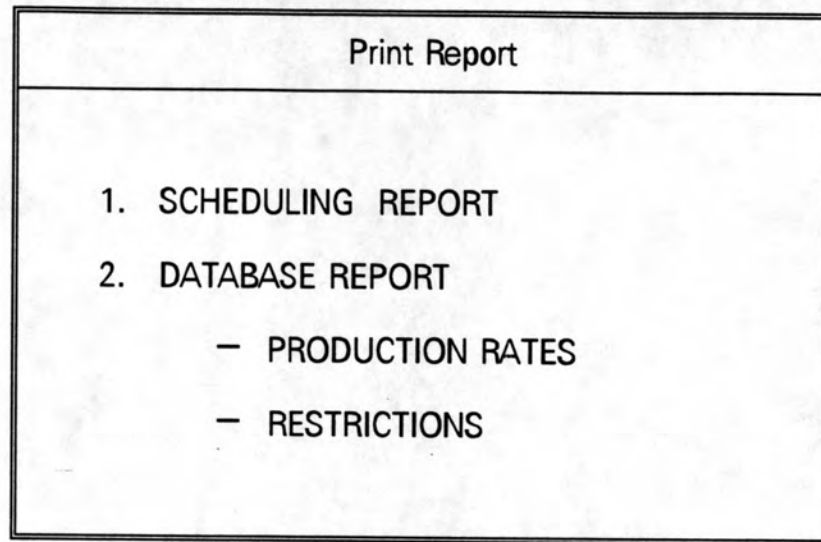 Print Report
1. SCHEDULING REPORT
2. DATABASE REPORT
– PRODUCTION RATES
– RESTRICTIONS